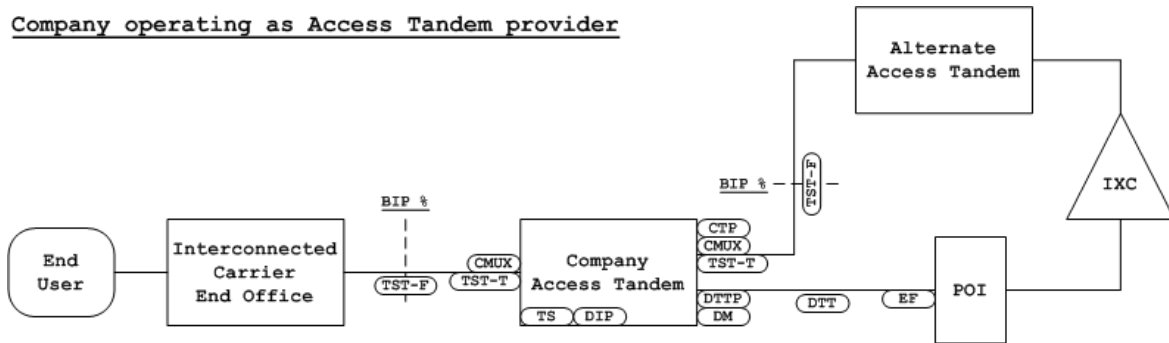 Company operating as Access Tandem provider
Alternate
Access Tandem
TST-F
BIP %
IXC
BIP %
End
User
Interconnected
Carrier
End Office
TST-F
CMUX
TST-T
Company
Access Tandem
TS
DIP
CTP
CMUX
TST-T
DTTP
DM
DTT
EF
POI